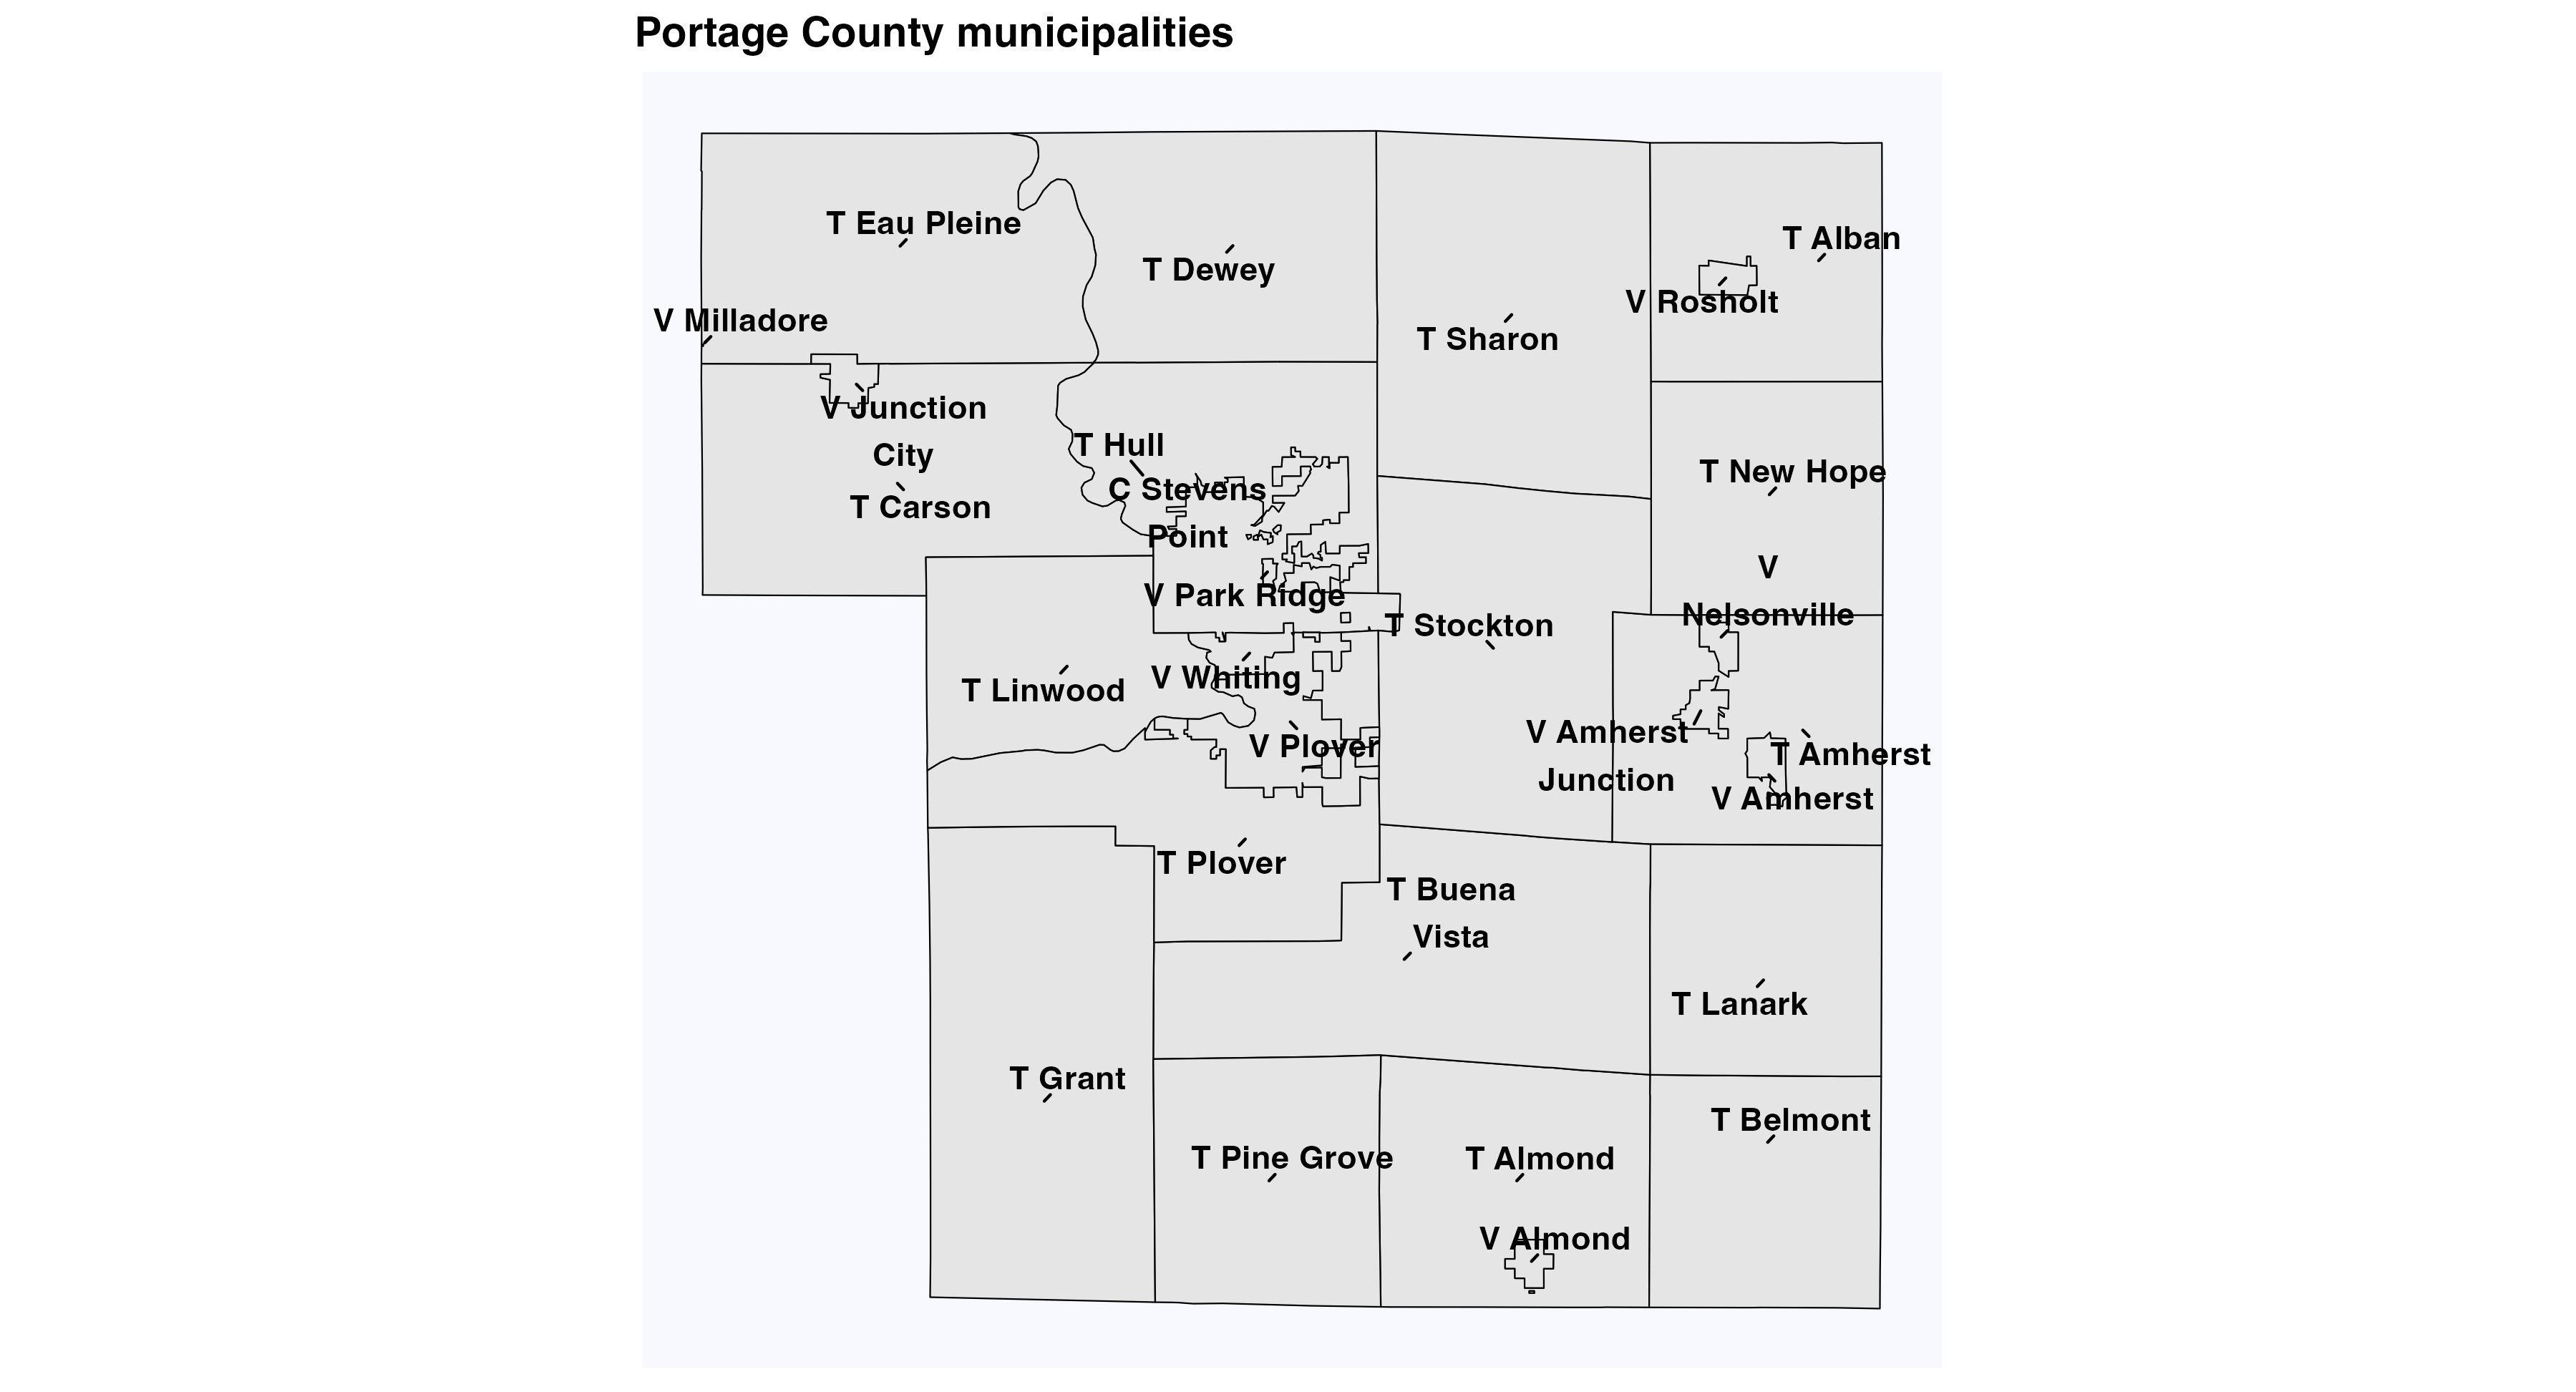 Portage County municipalities
T Eau Pleine
T Alban
T Dewey
V Rosholt
V Milladore
T Sharon
V Junction
City
T Hull
T New Hope
C Stevens
Point
T Carson
V
Nelsonville
V Park Ridge
T Stockton
V Whiting
T Linwood
V Amherst
Junction
V Plover
T Amherst
V Amherst
T Plover
T Buena
Vista
T Lanark
T Grant
T Belmont
T Pine Grove
T Almond
V Almond